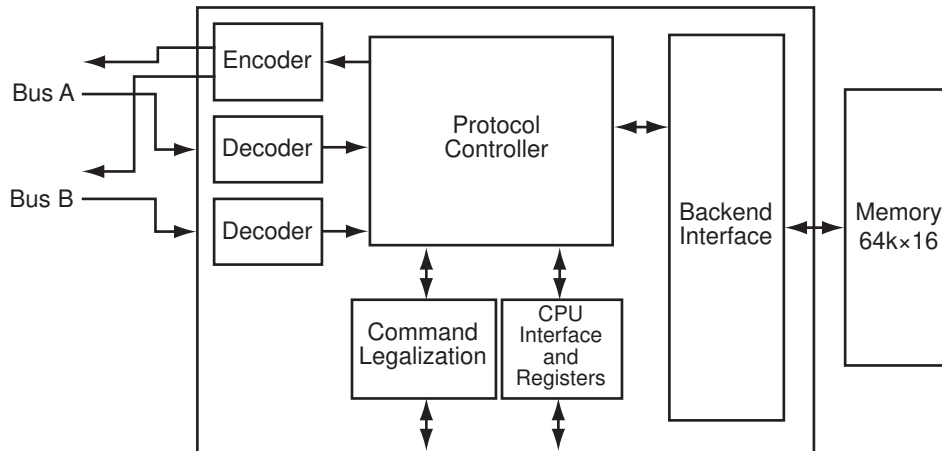 Encoder
Bus A
Decoder
Protocol
Controller
Bus B
Decoder
Backend
Interface
Memory
64k×16
Command
Legalization
CPU
Interface
and
Registers